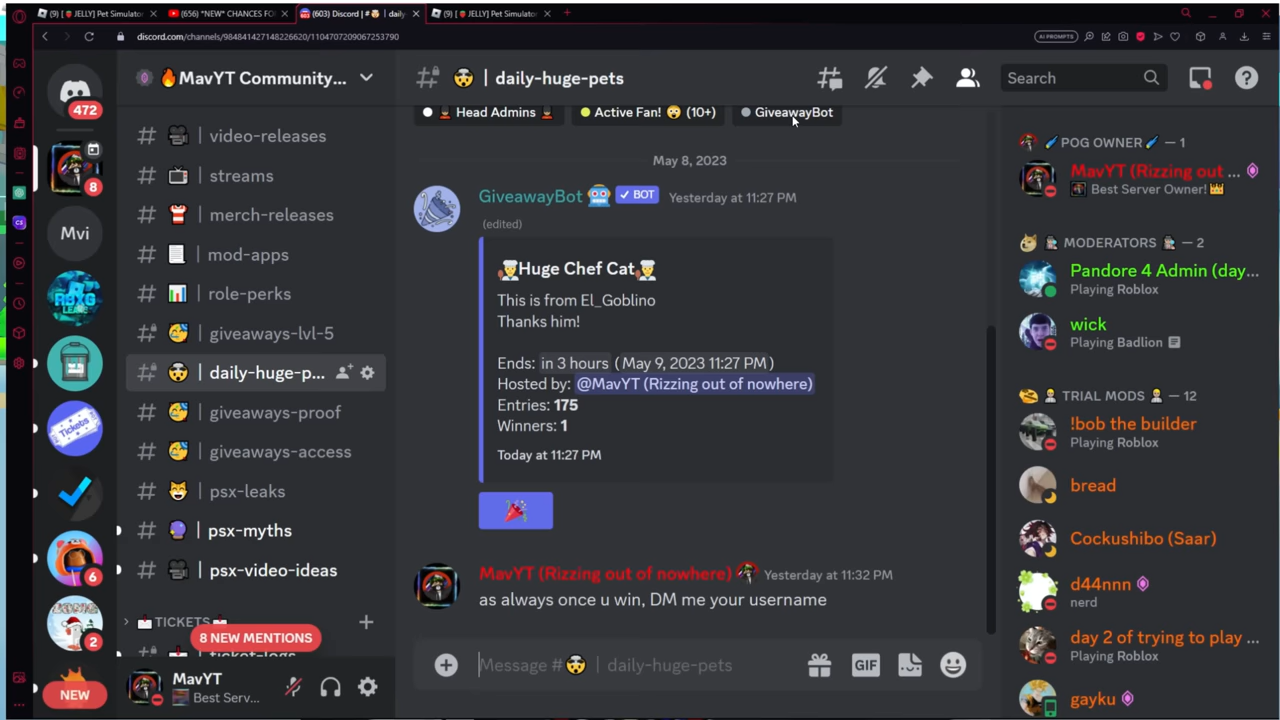 (9) [ JELLY] Pet Simulator
(656) *NEW* CHANCES FO
(603) Discord | # | daily
(9) [ JELLY] Pet Simulator
discord.com/channels/984841427148226620/1104707209067253790
AI PROMPTS
472
8
Mvi
6
2
NEW
🔥MavYT Community...
# 🎥 | video-releases
# 📺 | streams
# | merch-releases
# 📃 | mod-apps
# 📊 | role-perks
# 🥳 | giveaways-lvl-5
# 🤯 | daily-huge-p...
# 🥳 | giveaways-proof
# 🥳 | giveaways-access
# 😼 | psx-leaks
# 🔮 | psx-myths
# 🎥 | psx-video-ideas
TICKETS
8 NEW MENTIONS
MavYT
Best Serv...
🤯 | daily-huge-pets
Search
Head Admins
Active Fan! (10+)
GiveawayBot
May 8, 2023
GiveawayBot 🤖 ✓ BOT Yesterday at 11:27 PM
(edited)
Huge Chef Cat
This is from El_Goblino
Thanks him!
Ends: in 3 hours (May 9, 2023 11:27 PM)
Hosted by: @MavYT (Rizzing out of nowhere)
Entries: 175
Winners: 1
Today at 11:27 PM
🎉
MavYT (Rizzing out of nowhere) Yesterday at 11:32 PM
as always once u win, DM me your username
Message # 🤯 | daily-huge-pets
GIF
POG OWNER — 1
MavYT (Rizzing out ...
Best Server Owner! 👑
MODERATORS — 2
Pandore 4 Admin (day...
Playing Roblox
wick
Playing Badlion
TRIAL MODS — 12
!bob the builder
Playing Roblox
bread
Cockushibo (Saar)
d44nnn
nerd
day 2 of trying to play ...
Playing Roblox
gayku